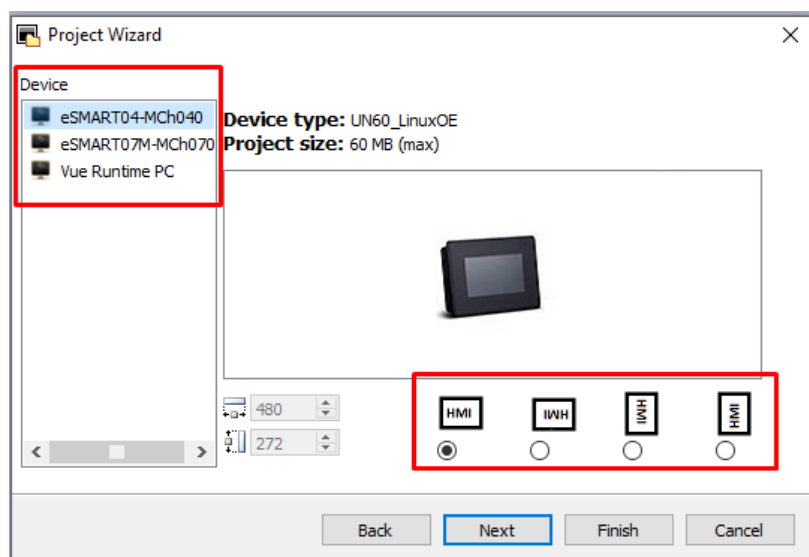 Project Wizard
Device
eSMART04-MCh040
eSMART07M-MCh070
Vue Runtime PC
Device type: UN60_LinuxOE
Project size: 60 MB (max)
480
272
HMI
HMI
HMI
HMI
Back
Next
Finish
Cancel